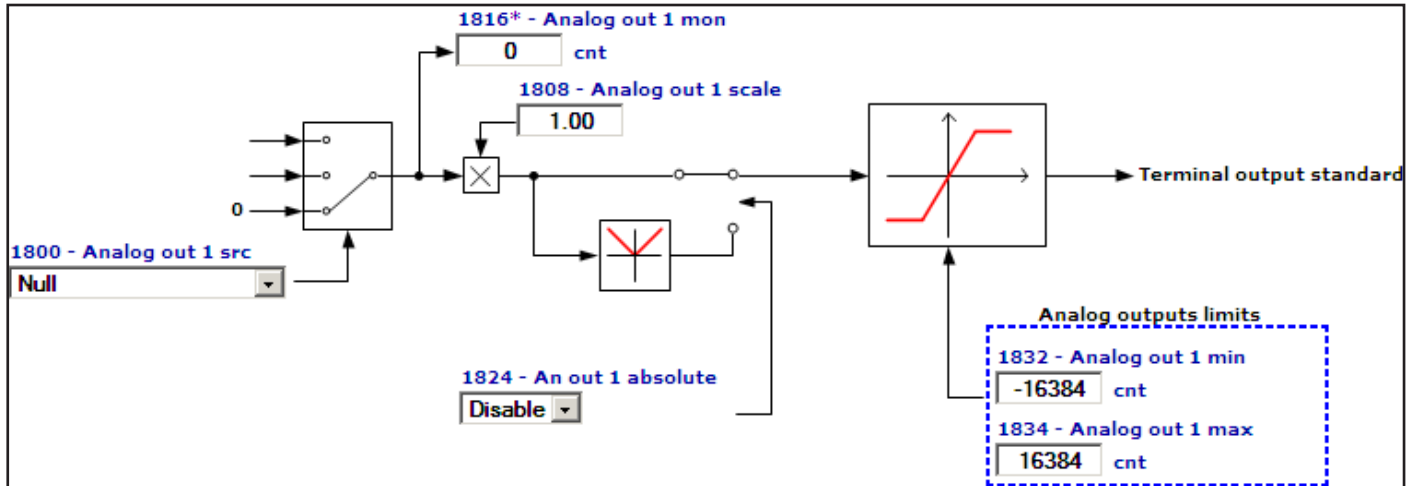 1816* - Analog out 1 mon
0 cnt
1808 - Analog out 1 scale
1.00
Terminal output standard
0
1800 - Analog out 1 src
Null
Analog outputs limits
1832 - Analog out 1 min
-16384 cnt
1824 - An out 1 absolute
Disable
1834 - Analog out 1 max
16384 cnt